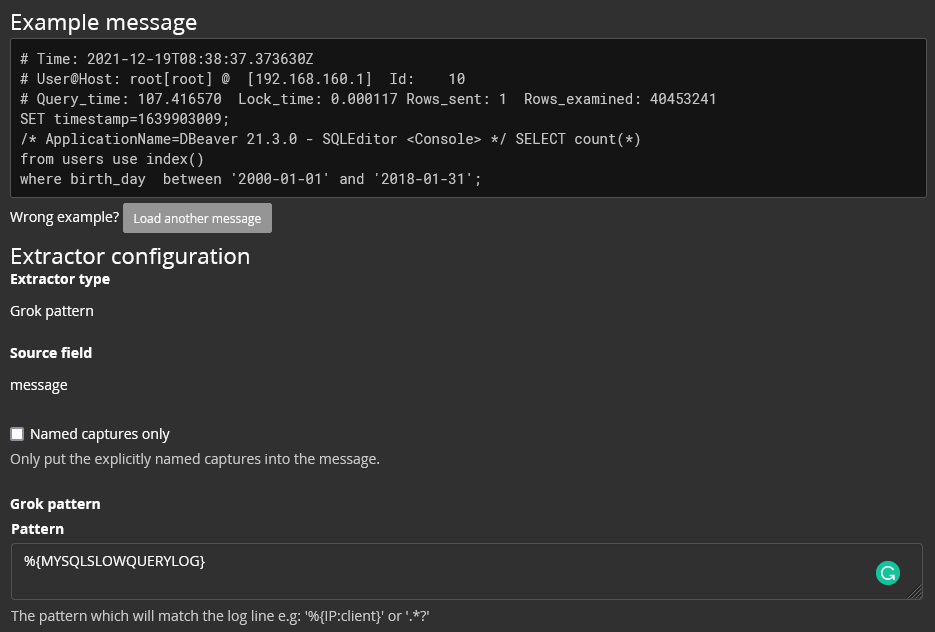 Example message
# Time: 2021-12-19T08:38:37.373630Z
# User@Host: root[root] @  [192.168.160.1]  Id:    10
# Query_time: 107.416570  Lock_time: 0.000117 Rows_sent: 1  Rows_examined: 40453241
SET timestamp=1639903009;
/* ApplicationName=DBeaver 21.3.0 - SQLEditor <Console> */ SELECT count(*)
from users use index()
where birth_day  between '2000-01-01' and '2018-01-31';
Wrong example? Load another message
Extractor configuration
Extractor type
Grok pattern
Source field
message
Named captures only
Only put the explicitly named captures into the message.
Grok pattern
Pattern
%{MYSQLSLOWQUERYLOG}
The pattern which will match the log line e.g: '%{IP:client}' or '.*?'